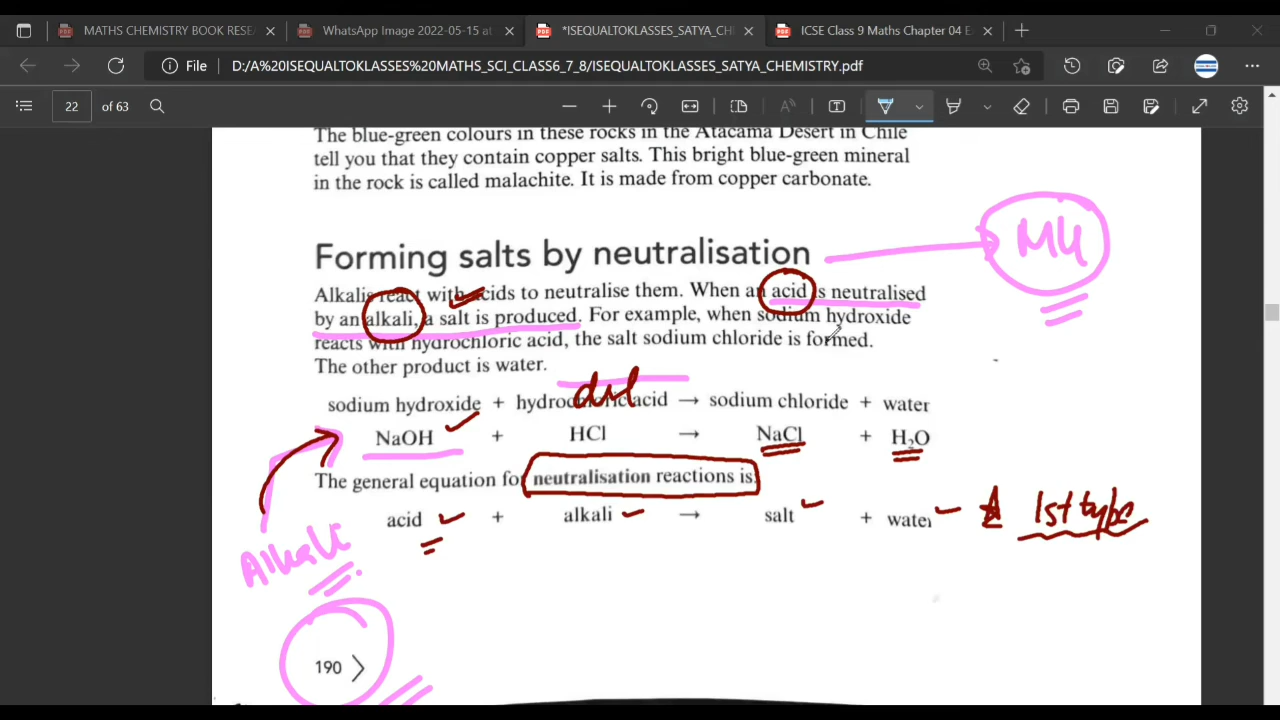 MATHS CHEMISTRY BOOK RESE
WhatsApp Image 2022-05-15 at
*ISEQUALTOKLASSES_SATYA_CH
ICSE Class 9 Maths Chapter 04 E
File D:/A%20ISEQUALTOKLASSES%20MATHS_SCI_CLASS6_7_8/ISEQUALTOKLASSES_SATYA_CHEMISTRY.pdf
22 of 63
The blue-green colours in these rocks in the Atacama Desert in Chile
tell you that they contain copper salts. This bright blue-green mineral
in the rock is called malachite. It is made from copper carbonate.
Forming salts by neutralisation
Alkalis react with acids to neutralise them. When an acid is neutralised
by an alkali, a salt is produced. For example, when sodium hydroxide
reacts with hydrochloric acid, the salt sodium chloride is formed.
The other product is water.
dil
sodium hydroxide + hydrochloric acid → sodium chloride + water
NaOH + HCl → NaCl + H₂O
The general equation for neutralisation reactions is
acid + alkali → salt + water 1st type
Alkali
190